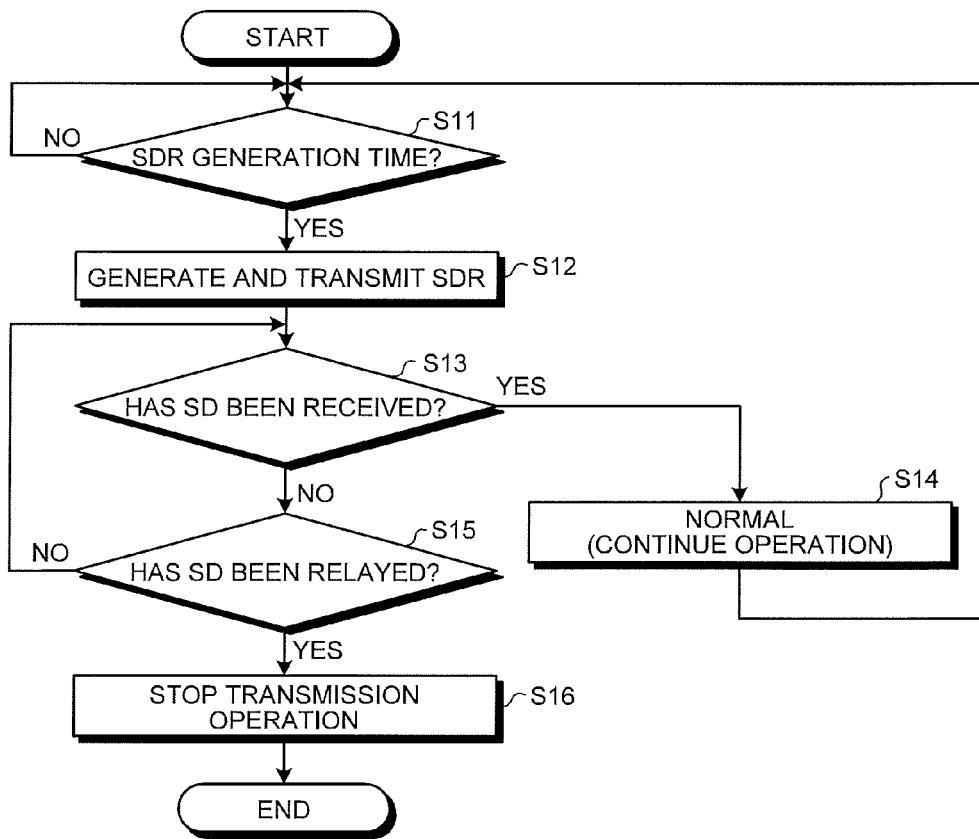 START
S11
NO
SDR GENERATION TIME?
YES
GENERATE AND TRANSMIT SDR
S12
S13
YES
HAS SD BEEN RECEIVED?
NO
S14
NORMAL
(CONTINUE OPERATION)
S15
NO
HAS SD BEEN RELAYED?
YES
STOP TRANSMISSION
OPERATION
S16
END